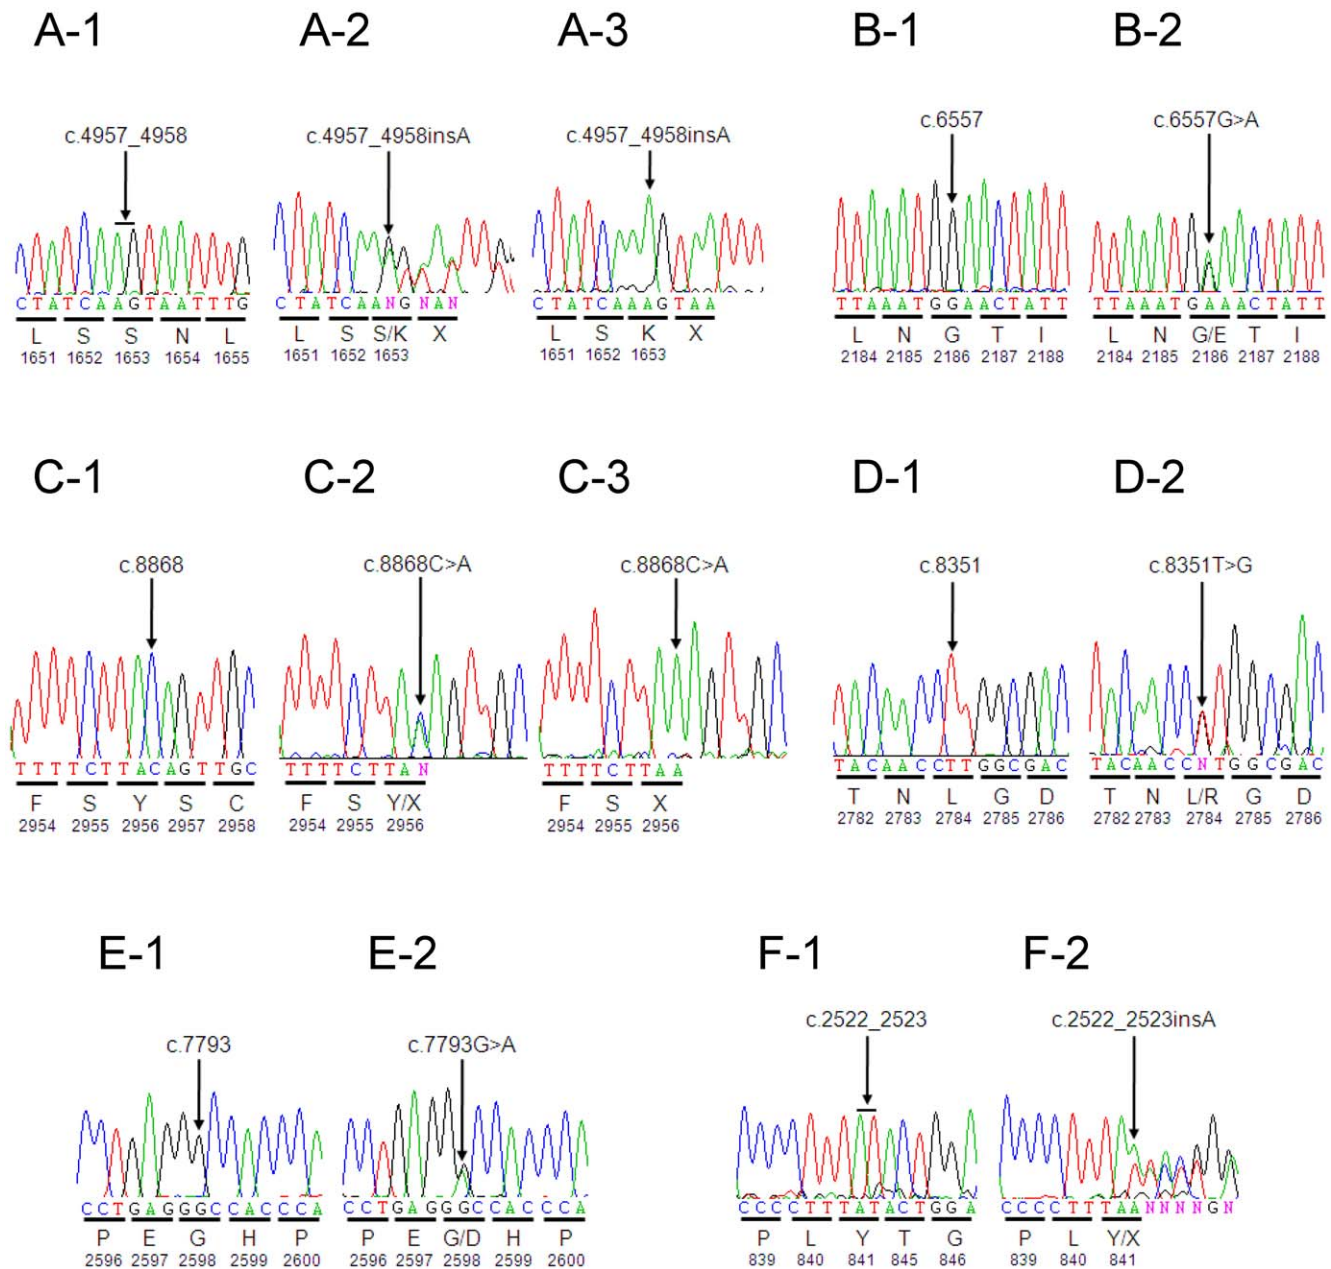 A-1 A-2 A-3 B-1 B-2
c.4957_4958 c.4957_4958insA c.4957_4958insA c.6557 c.6557G>A
CTATCAAGTAATTTG CTATCAANGNAN CTATCAAAGTAA TTAAATGGAACTATT TTAAATGAAACTATT
L S S N L L S S/K X L S K X L N G T I L N G/E T I
1651 1652 1653 1654 1655 1651 1652 1653 1651 1652 1653 2184 2185 2186 2187 2188 2184 2185 2186 2187 2188
C-1 C-2 C-3 D-1 D-2
c.8868 c.8868C>A c.8868C>A c.8351 c.8351T>G
TTTTCTTACAGTTGC TTTTCTTAN TTTTCTTAA TACAACCTTGGCGAC TACAACCNTGGCGAC
F S Y S C F S Y/X F S X T N L G D T N L/R G D
2954 2955 2956 2957 2958 2954 2955 2956 2954 2955 2956 2782 2783 2784 2785 2786 2782 2783 2784 2785 2786
E-1 E-2 F-1 F-2
c.7793 c.7793G>A c.2522_2523 c.2522_2523insA
CCTGAGGGCCACCCA CCTGAGGGCCACCCA CCCCTTTATACTGGA CCCCTTTAANNNNGN
P E G H P P E G/D H P P L Y T G P L Y/X
2596 2597 2598 2599 2600 2596 2597 2598 2599 2600 839 840 841 845 846 839 840 841